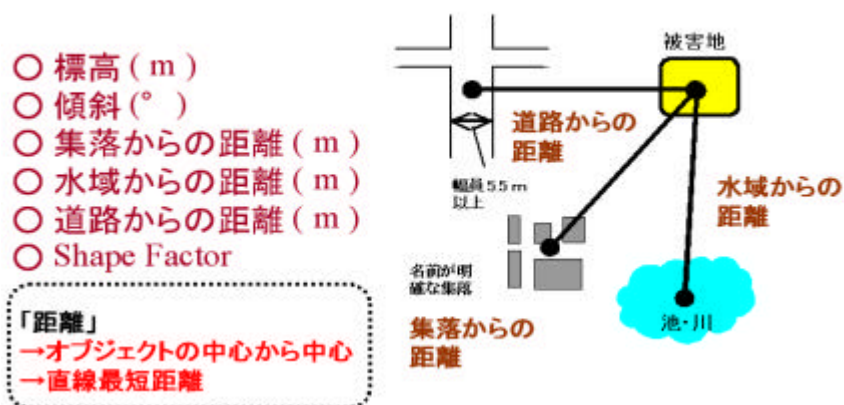 ○ 標高 ( m )
○ 傾斜 (° )
○ 集落からの距離 ( m )
○ 水域からの距離 ( m )
○ 道路からの距離 ( m )
○ Shape Factor
「距離」
→オブジェクトの中心から中心
→直線最短距離
被害地
道路からの
距離
幅員 5.5 m
以上
水域からの
距離
名前が明
確な集落
集落からの
距離
池・川